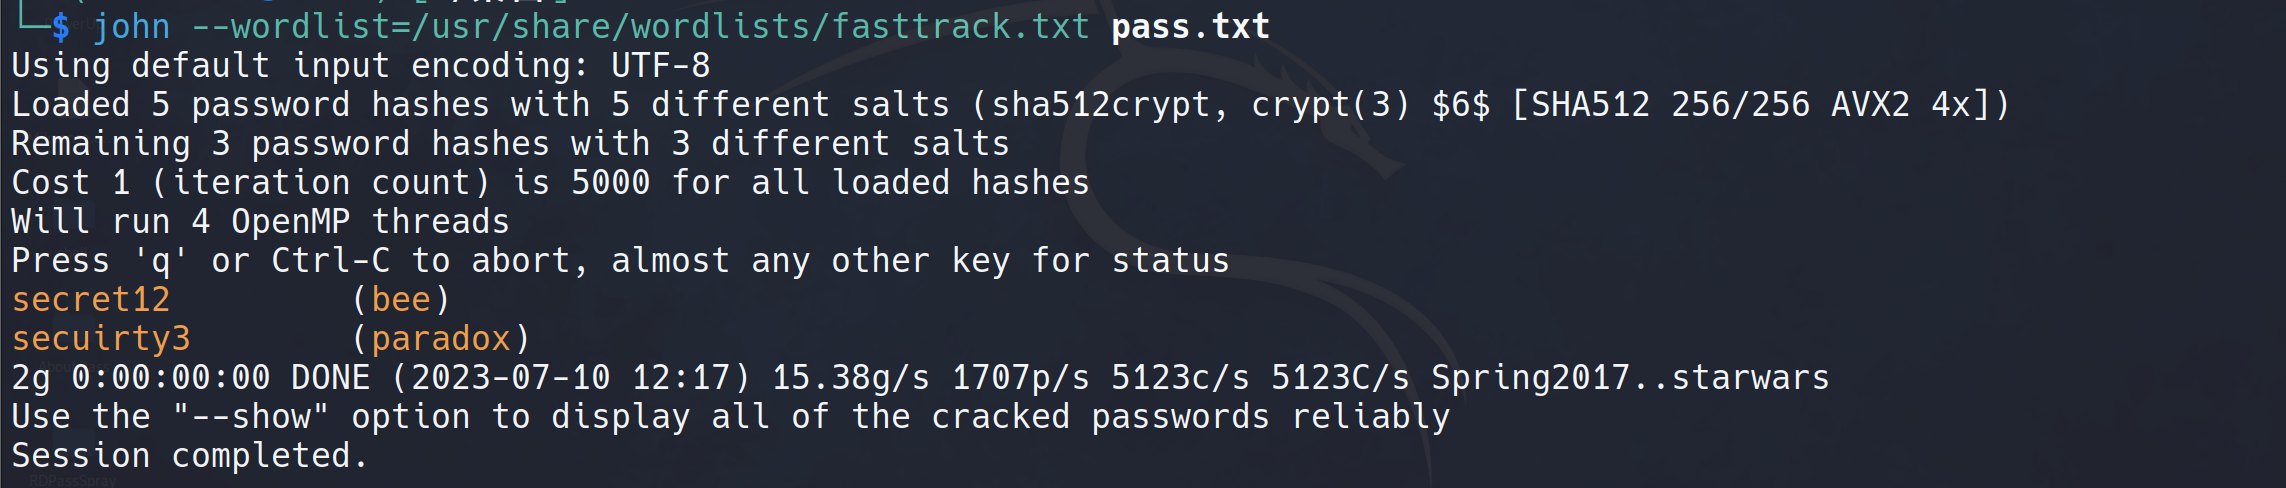 └─$ john --wordlist=/usr/share/wordlists/fasttrack.txt pass.txt
Using default input encoding: UTF-8
Loaded 5 password hashes with 5 different salts (sha512crypt, crypt(3) $6$ [SHA512 256/256 AVX2 4x])
Remaining 3 password hashes with 3 different salts
Cost 1 (iteration count) is 5000 for all loaded hashes
Will run 4 OpenMP threads
Press 'q' or Ctrl-C to abort, almost any other key for status
secret12         (bee)
secuirty3        (paradox)
2g 0:00:00:00 DONE (2023-07-10 12:17) 15.38g/s 1707p/s 5123c/s 5123C/s Spring2017..starwars
Use the "--show" option to display all of the cracked passwords reliably
Session completed.
RDPassSpray